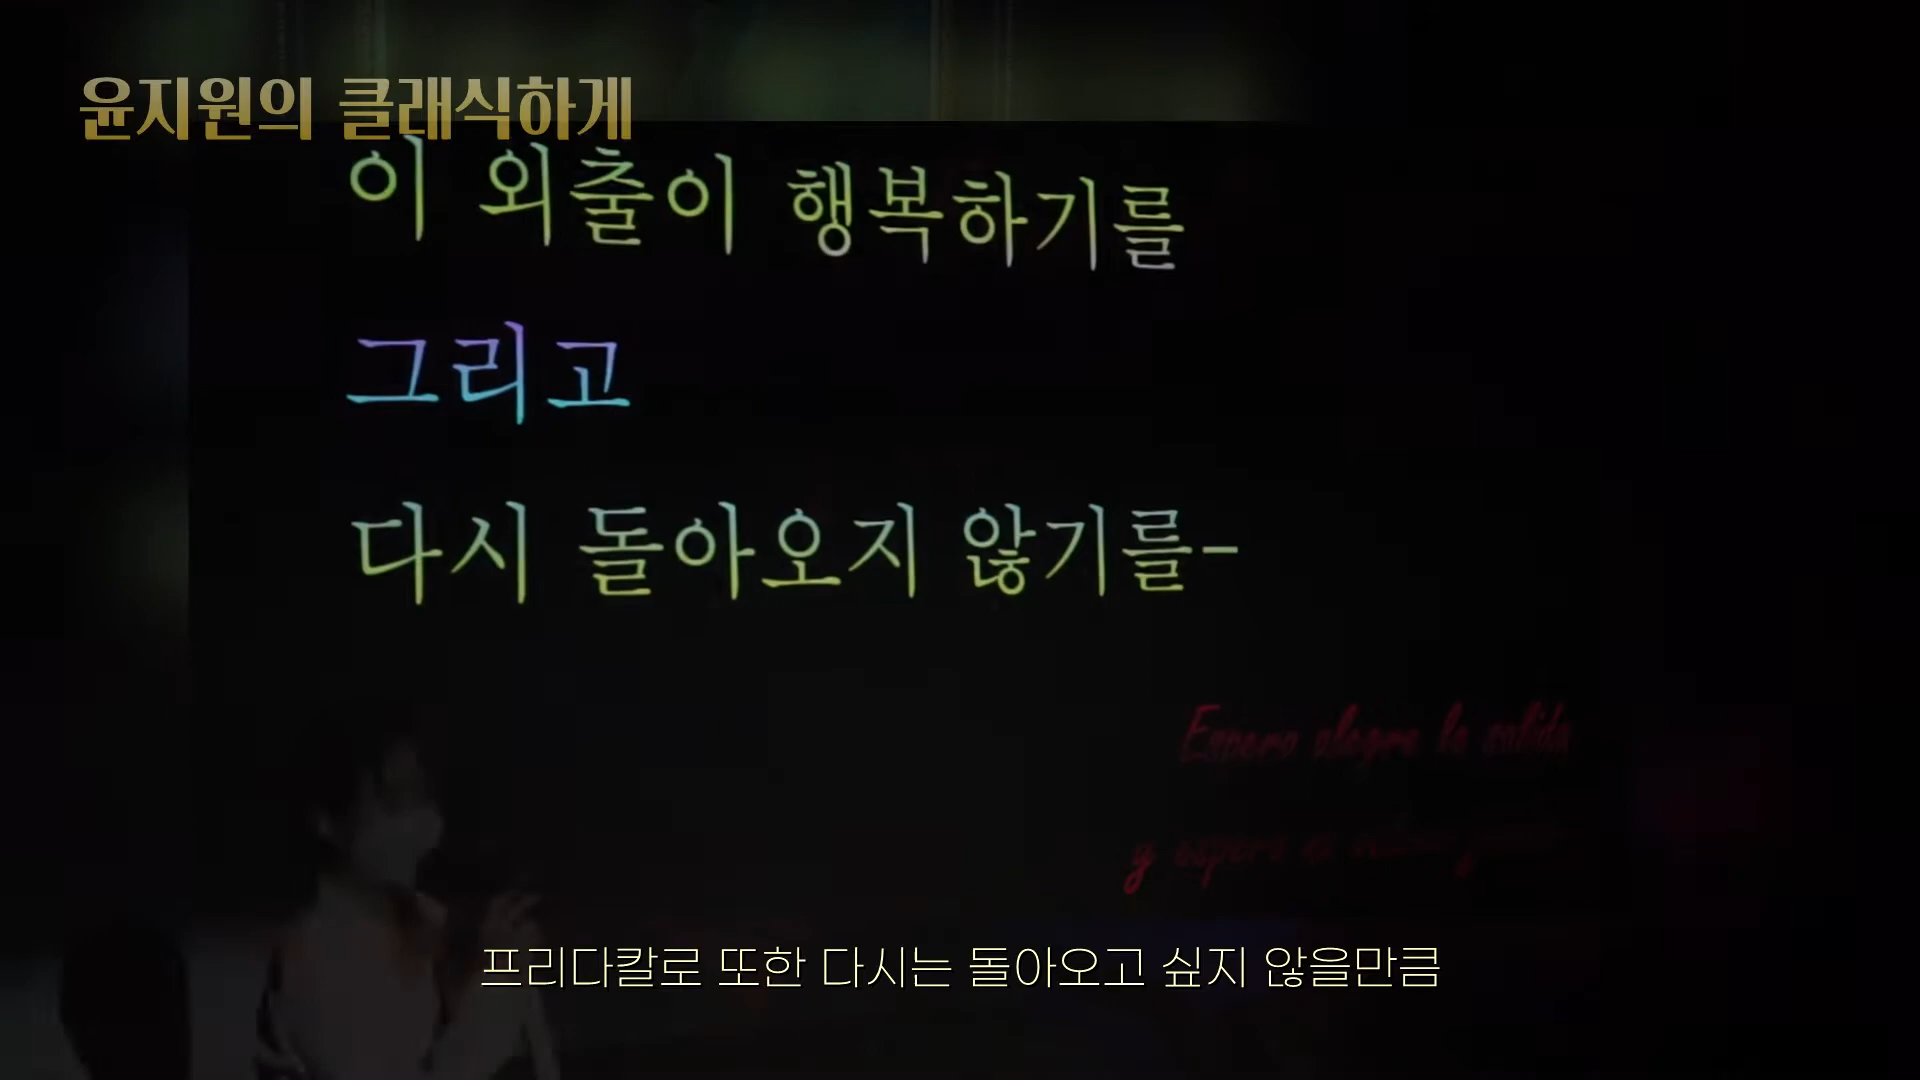 윤지원의 클래식하게
이 외출이 행복하기를
그리고
다시 돌아오지 않기를-
Espero alegre la salida
y espero
프리다칼로 또한 다시는 돌아오고 싶지 않을만큼